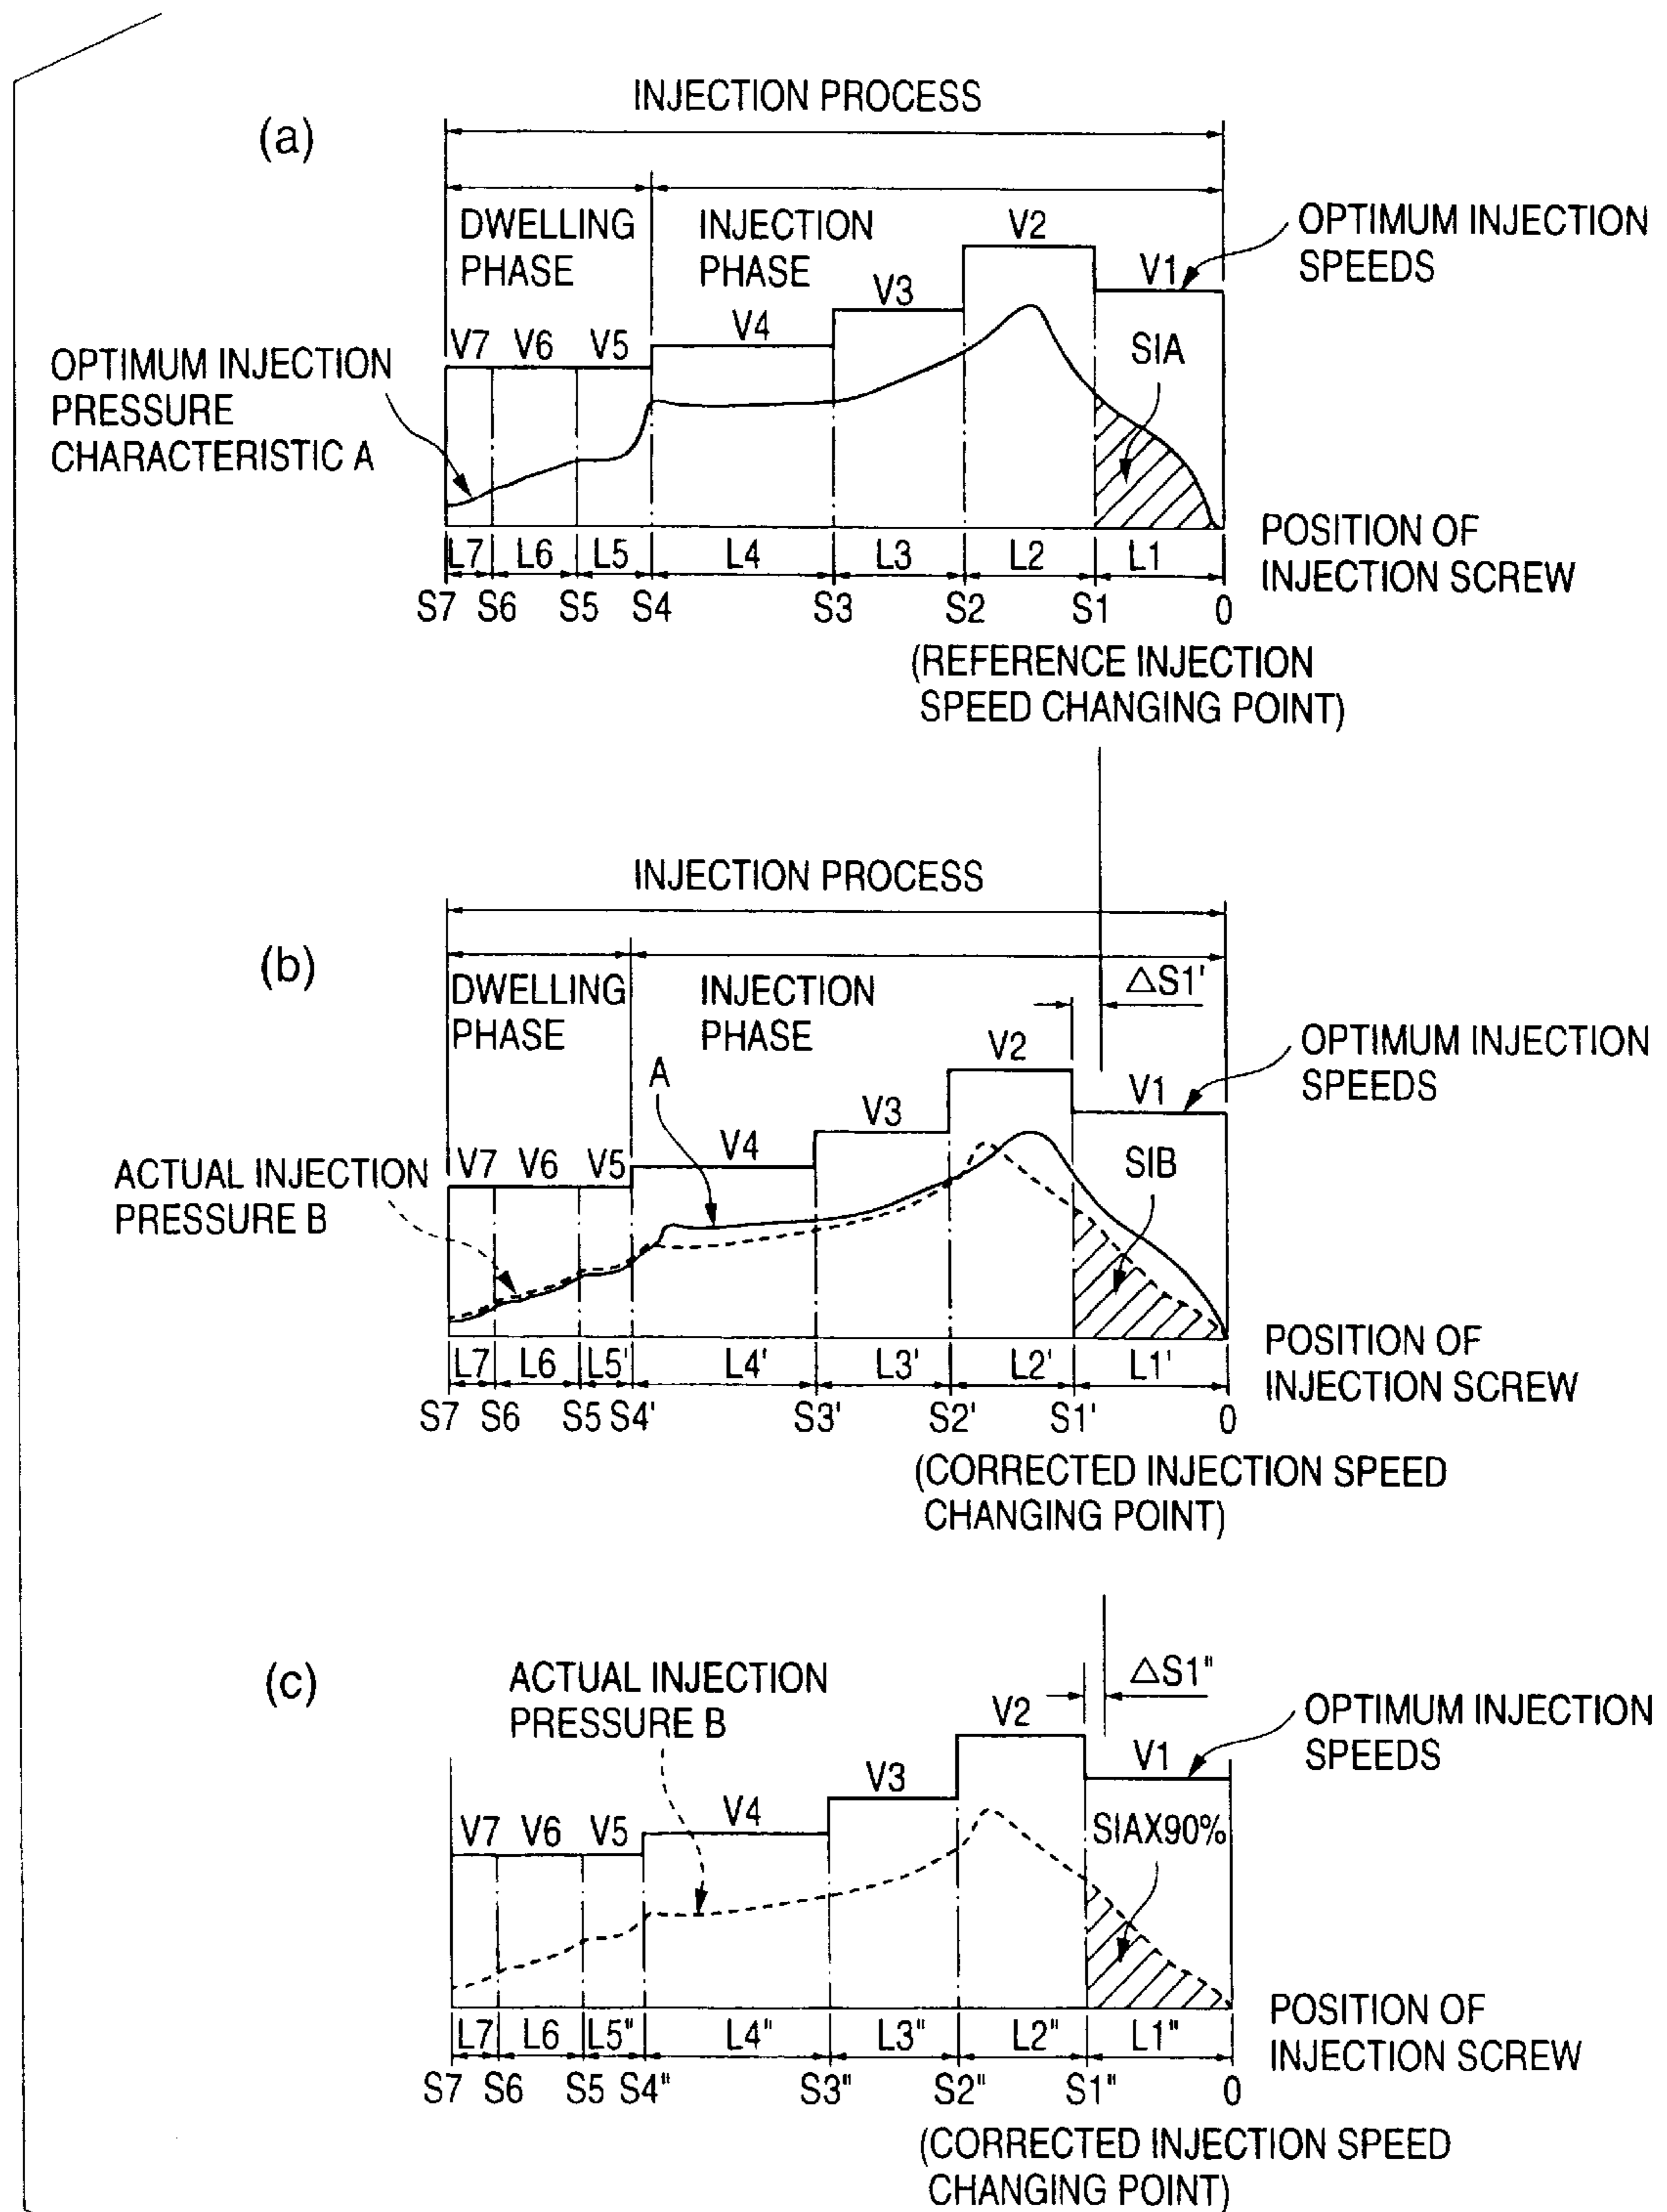 INJECTION PROCESS
(a)
DWELLING
PHASE
INJECTION
PHASE
V2
OPTIMUM INJECTION
SPEEDS
V1
V3
V4
V7 V6 V5
SIA
OPTIMUM INJECTION
PRESSURE
CHARACTERISTIC A
POSITION OF
INJECTION SCREW
L7 L6 L5 L4 L3 L2 L1
S7 S6 S5 S4 S3 S2 S1 0
(REFERENCE INJECTION
SPEED CHANGING POINT)
INJECTION PROCESS
(b)
DWELLING
PHASE
INJECTION
PHASE
△S1'
V2
OPTIMUM INJECTION
SPEEDS
A
V1
V3
V4
V7 V6 V5
SIB
ACTUAL INJECTION
PRESSURE B
POSITION OF
INJECTION SCREW
L7 L6 L5' L4' L3' L2' L1'
S7 S6 S5 S4' S3' S2' S1' 0
(CORRECTED INJECTION SPEED
CHANGING POINT)
(c)
ACTUAL INJECTION
PRESSURE B
△S1"
V2
OPTIMUM INJECTION
SPEEDS
V1
V3
V4
V7 V6 V5
SIAX90%
POSITION OF
INJECTION SCREW
L7 L6 L5" L4" L3" L2" L1"
S7 S6 S5 S4" S3" S2" S1" 0
(CORRECTED INJECTION SPEED
CHANGING POINT)